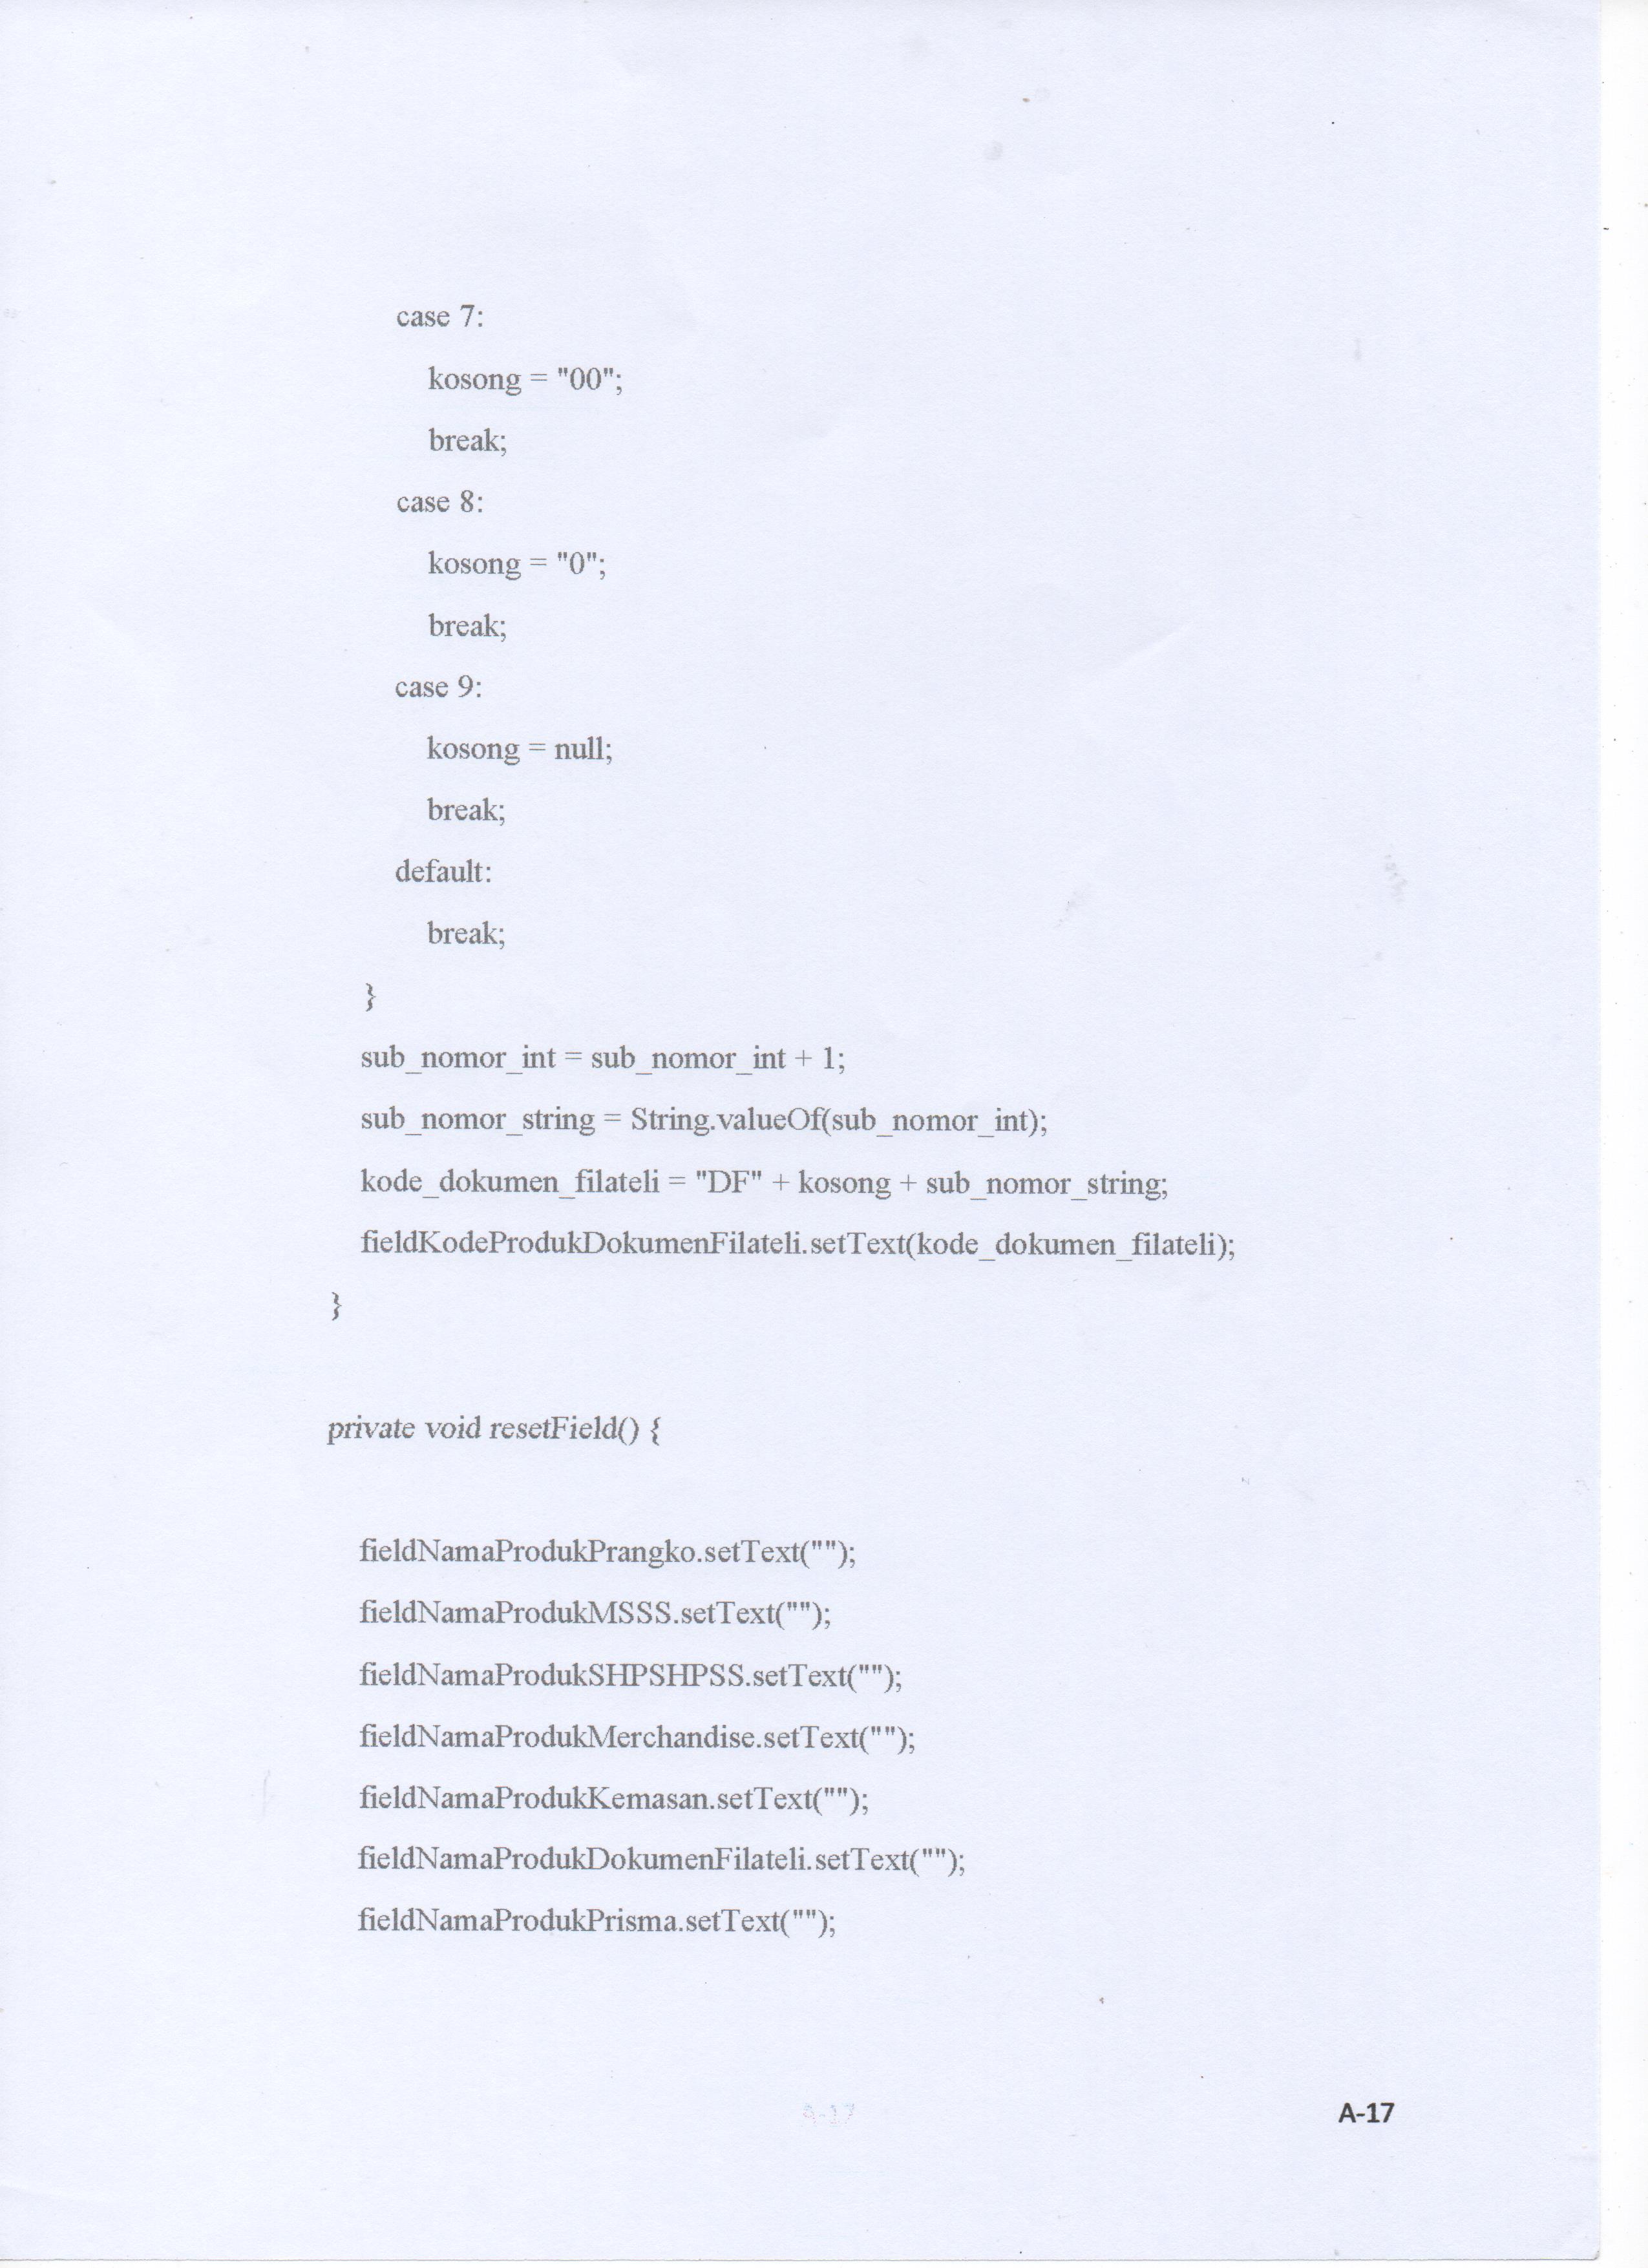 case 7:
kosong = "00";
break;
case 8:
kosong = "0";
break;
case 9:
kosong = null;
break;
default:
break;
}
sub_nomor_int = sub_nomor_int + 1;
sub_nomor_string = String.valueOf(sub_nomor_int);
kode_dokumen_filateli = "DF" + kosong + sub_nomor_string;
fieldKodeProdukDokumenFilateli.setText(kode_dokumen_filateli);
}
private void resetField() {
fieldNamaProdukPrangko.setText("");
fieldNamaProdukMSSS.setText("");
fieldNamaProdukSHPSHPSS.setText("");
fieldNamaProdukMerchandise.setText("");
fieldNamaProdukKemasan.setText("");
fieldNamaProdukDokumenFilateli.setText("");
fieldNamaProdukPrisma.setText("");
A-17
A-17